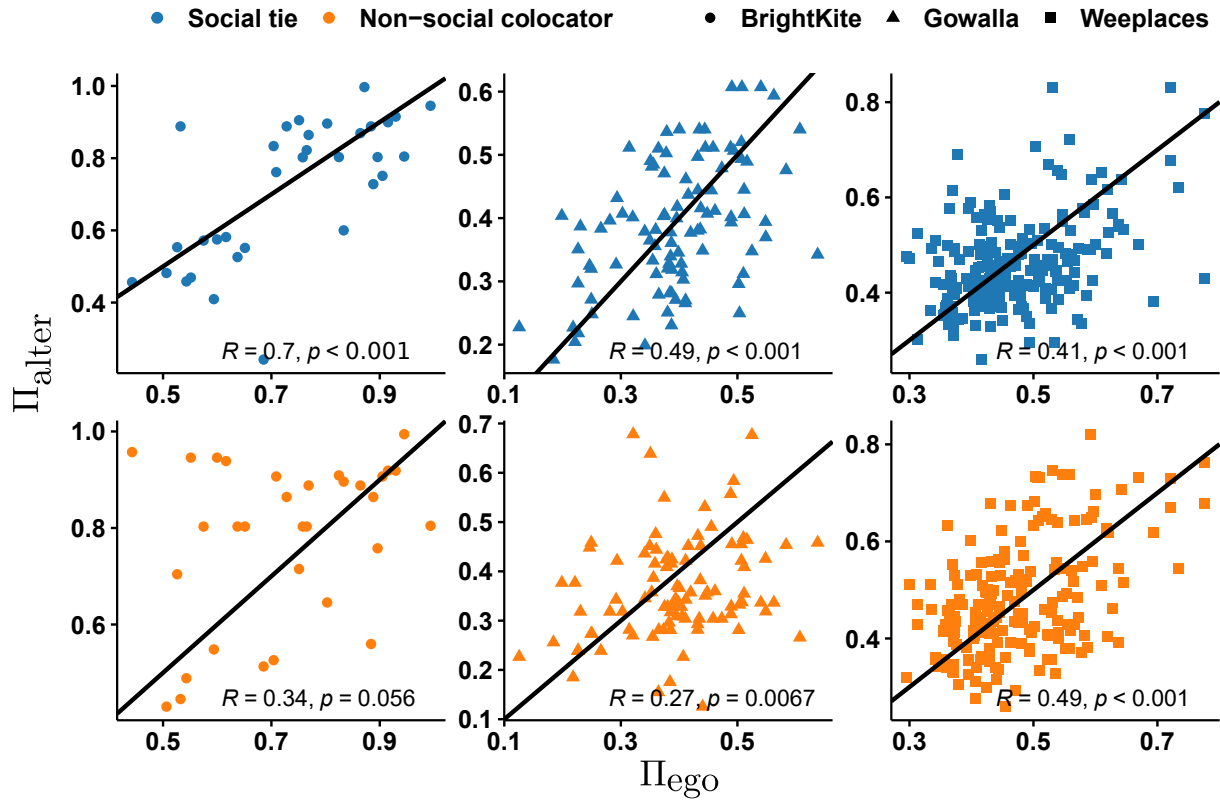 Social tie Non−social colocator BrightKite Gowalla Weeplaces
1.0
0.8
0.6
0.4
R = 0.7, p < 0.001
0.5 0.7 0.9
0.6
0.5
0.4
0.3
0.2
R = 0.49, p < 0.001
0.1 0.3 0.5
0.8
0.6
0.4
R = 0.41, p < 0.001
0.3 0.5 0.7
Π alter
1.0
0.8
0.6
R = 0.34, p = 0.056
0.5 0.7 0.9
0.7
0.6
0.5
0.4
0.3
0.2
0.1
R = 0.27, p = 0.0067
0.1 0.3 0.5
0.8
0.6
0.4
R = 0.49, p < 0.001
0.3 0.5 0.7
Π ego